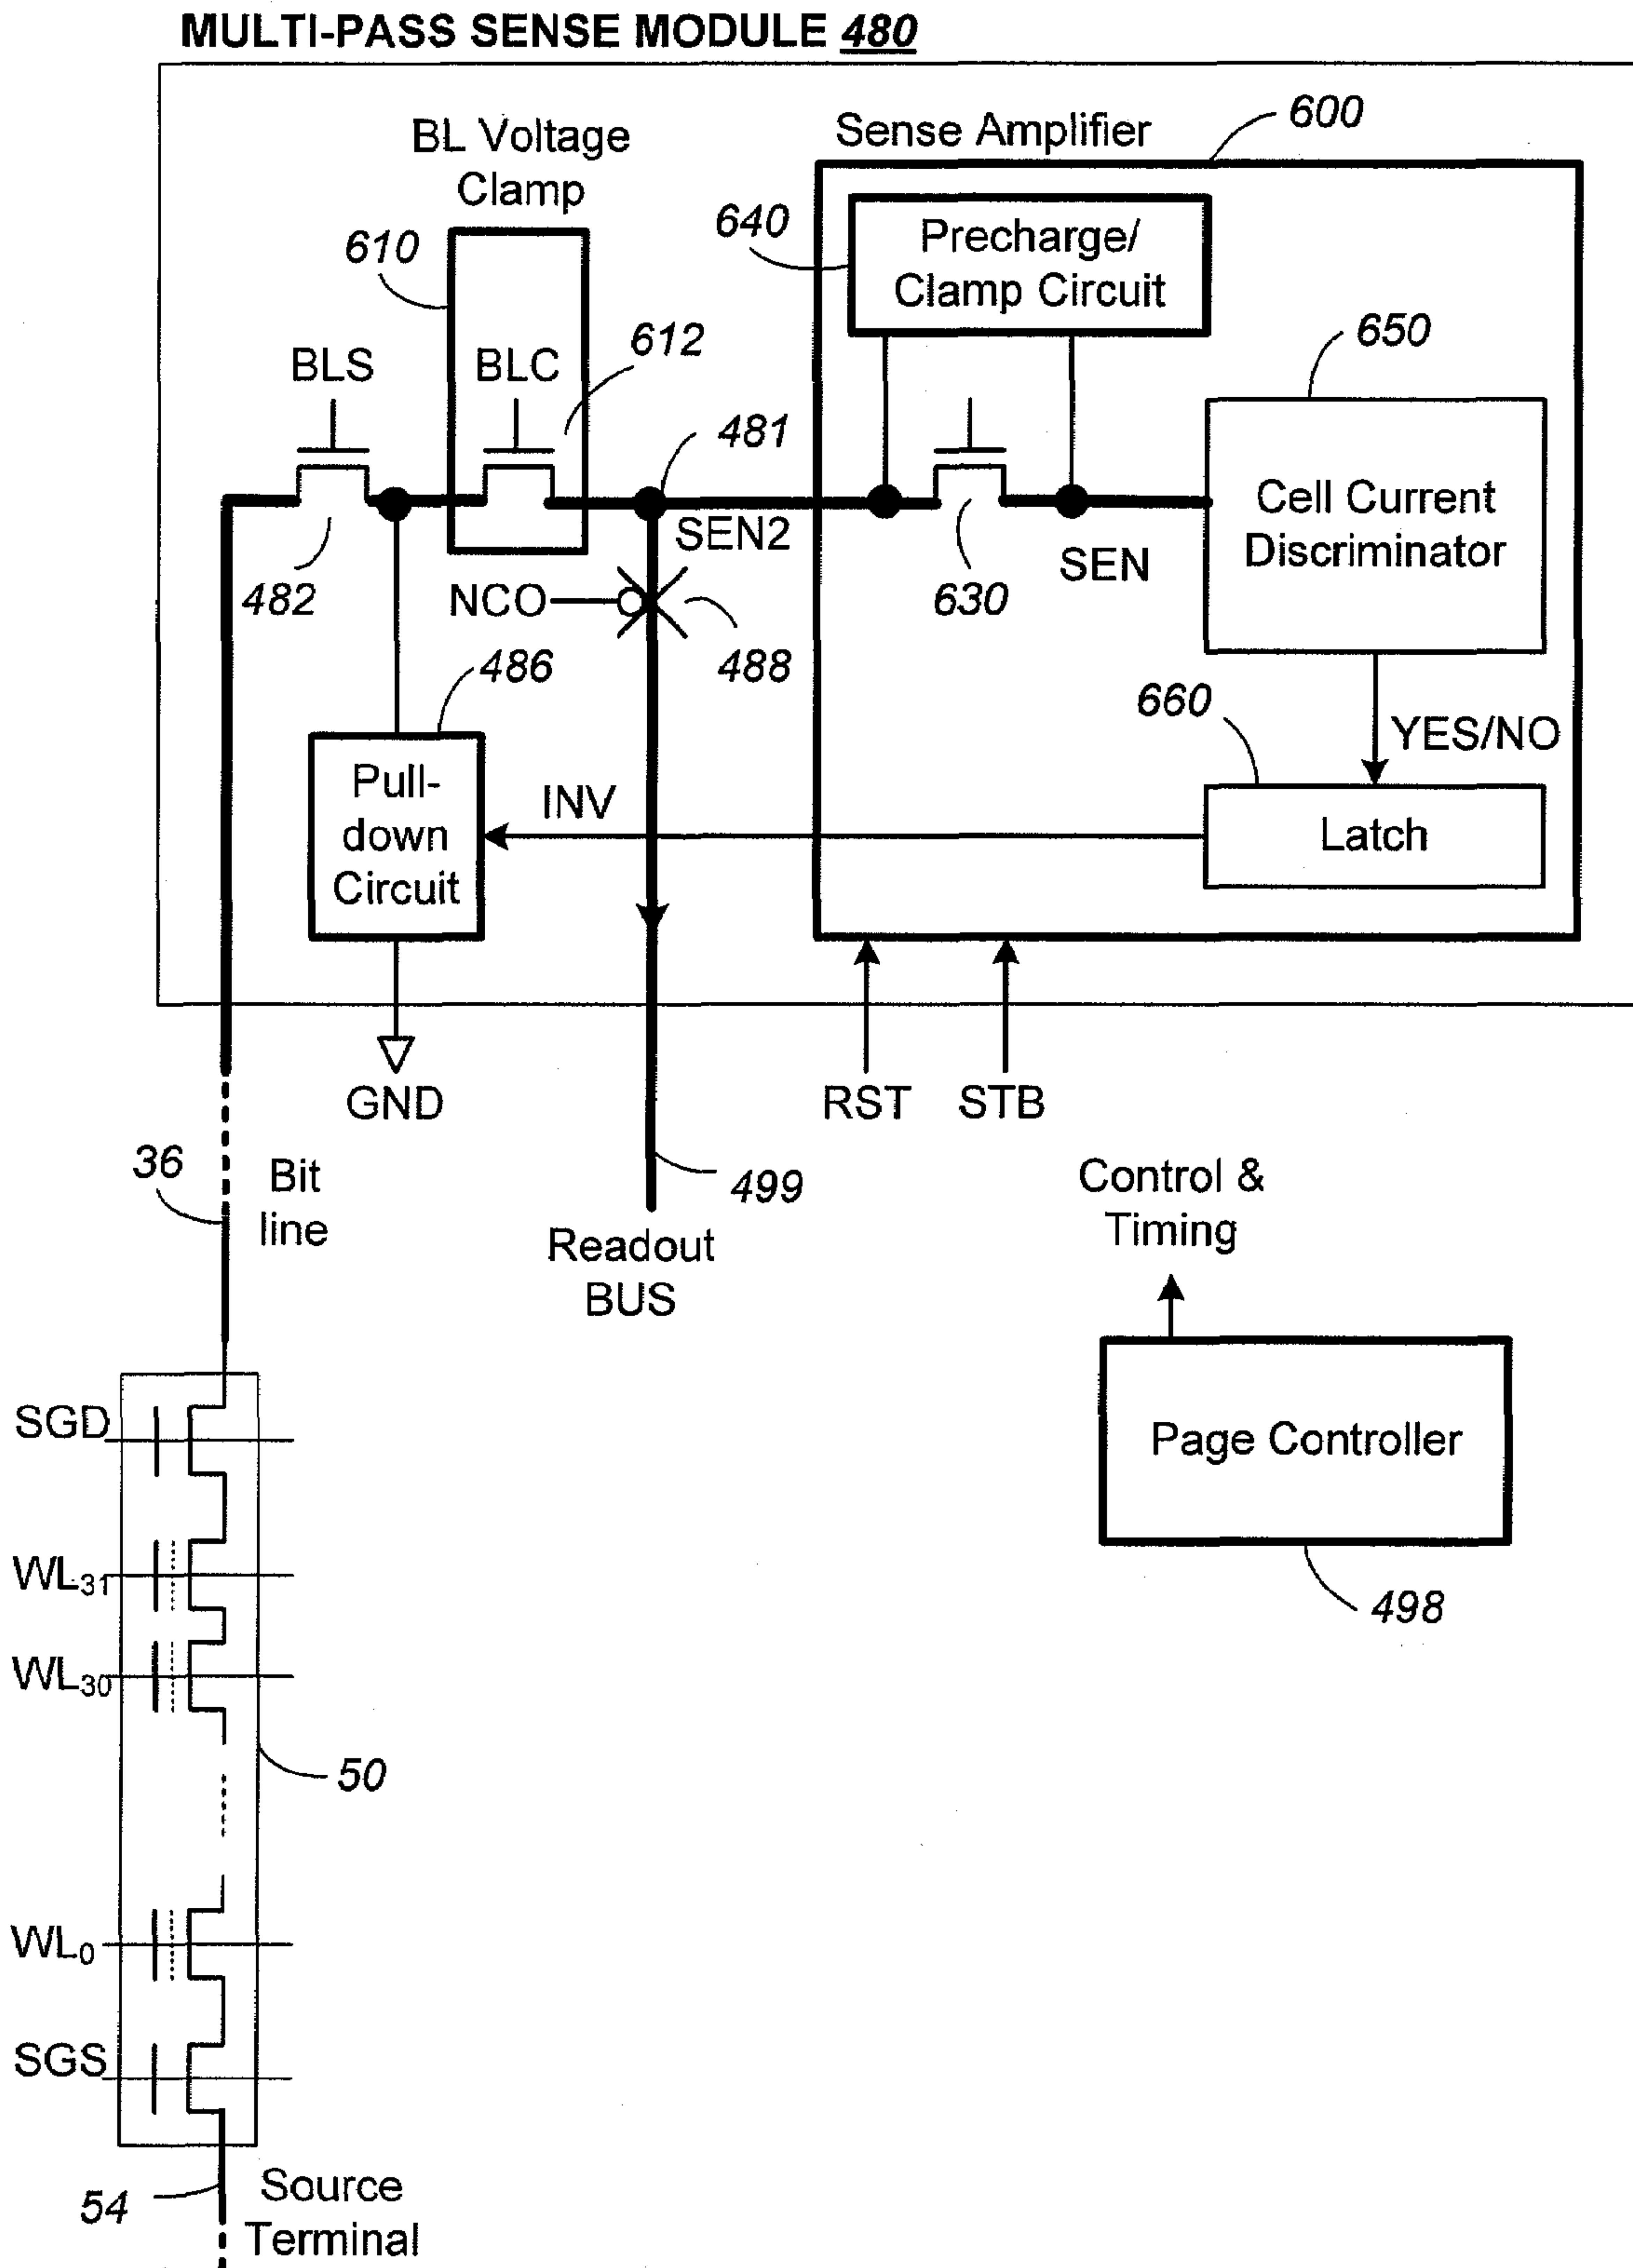 MULTI-PASS SENSE MODULE 480
BL Voltage
Clamp
Sense Amplifier
600
610
640
Precharge/
Clamp Circuit
650
612
BLS
BLC
481
Cell Current
Discriminator
SEN2
SEN
482
NCO
630
488
486
660
YES/NO
Pull-
down
Circuit
INV
Latch
GND
RST
STB
36
Bit
line
499
Readout
BUS
Control &
Timing
Page Controller
498
SGD
WL31
WL30
50
WL0
SGS
54
Source
Terminal